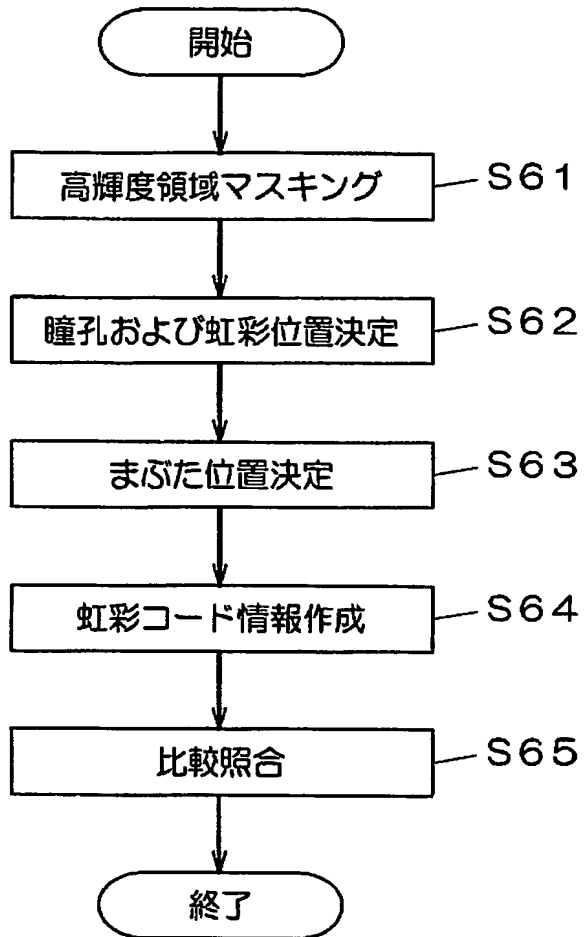 開始
高輝度領域マスキング
S61
瞳孔および虹彩位置決定
S62
まぶた位置決定
S63
虹彩コード情報作成
S64
比較照合
S65
終了